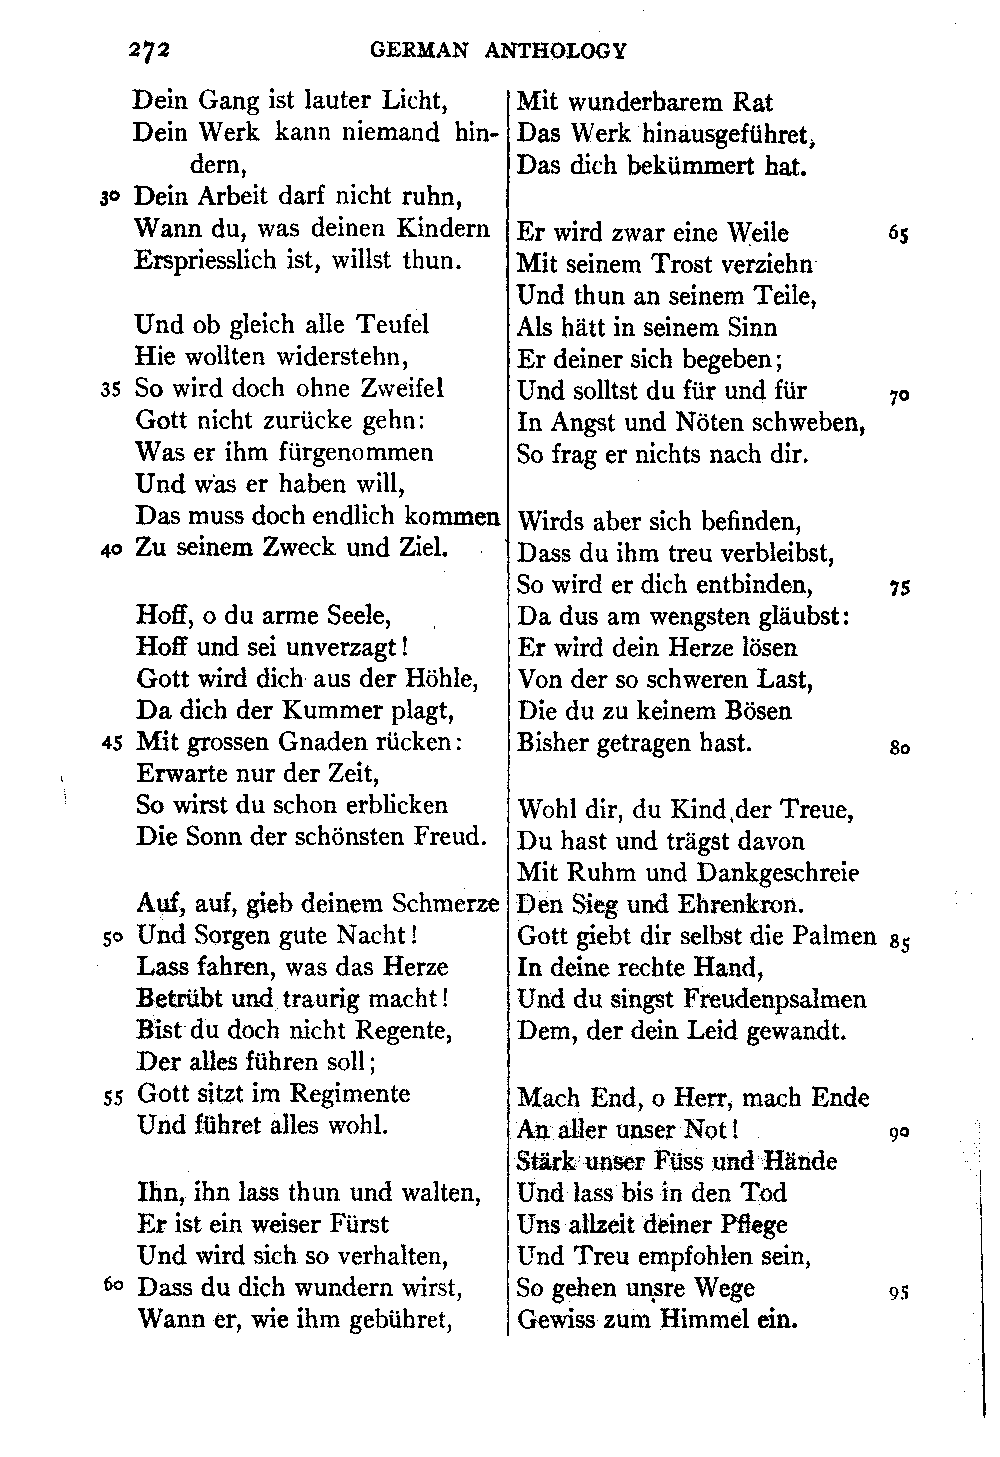 272 GERMAN ANTHOLOGY
Dein Gang ist lauter Licht,
Dein Werk kann niemand hin-
dern,
30 Dein Arbeit darf nicht ruhn,
Wann du, was deinen Kindern
Erspriesslich ist, willst thun.
Und ob gleich alle Teufel
Hie wollten widerstehn,
35 So wird doch ohne Zweifel
Gott nicht zurücke gehn:
Was er ihm fürgenommen
Und was er haben will,
Das muss doch endlich kommen
40 Zu seinem Zweck und Ziel.
Hoff, o du arme Seele,
Hoff und sei unverzagt!
Gott wird dich aus der Höhle,
Da dich der Kummer plagt,
45 Mit grossen Gnaden rücken:
Erwarte nur der Zeit,
So wirst du schon erblicken
Die Sonn der schönsten Freud.
Auf, auf, gieb deinem Schmerze
50 Und Sorgen gute Nacht!
Lass fahren, was das Herze
Betrübt und traurig macht!
Bist du doch nicht Regente,
Der alles führen soll;
55 Gott sitzt im Regimente
Und führet alles wohl.
Ihn, ihn lass thun und walten,
Er ist ein weiser Fürst
Und wird sich so verhalten,
60 Dass du dich wundern wirst,
Wann er, wie ihm gebühret,
Mit wunderbarem Rat
Das Werk hinausgeführet,
Das dich bekümmert hat.
Er wird zwar eine Weile 65
Mit seinem Trost verziehn
Und thun an seinem Teile,
Als hätt in seinem Sinn
Er deiner sich begeben;
Und solltst du für und für 70
In Angst und Nöten schweben,
So frag er nichts nach dir.
Wirds aber sich befinden,
Dass du ihm treu verbleibst,
So wird er dich entbinden, 75
Da dus am wengsten gläubst:
Er wird dein Herze lösen
Von der so schweren Last,
Die du zu keinem Bösen
Bisher getragen hast. 80
Wohl dir, du Kind der Treue,
Du hast und trägst davon
Mit Ruhm und Dankgeschreie
Den Sieg und Ehrenkron.
Gott giebt dir selbst die Palmen 85
In deine rechte Hand,
Und du singst Freudenpsalmen
Dem, der dein Leid gewandt.
Mach End, o Herr, mach Ende
An aller unser Not! 90
Stärk unser Füss und Hände
Und lass bis in den Tod
Uns allzeit deiner Pflege
Und Treu empfohlen sein,
So gehen unsre Wege 95
Gewiss zum Himmel ein.